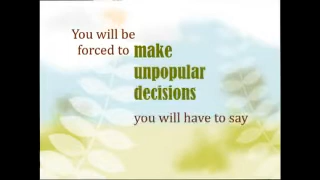 You will be
forced to make
unpopular
decisions
you will have to say